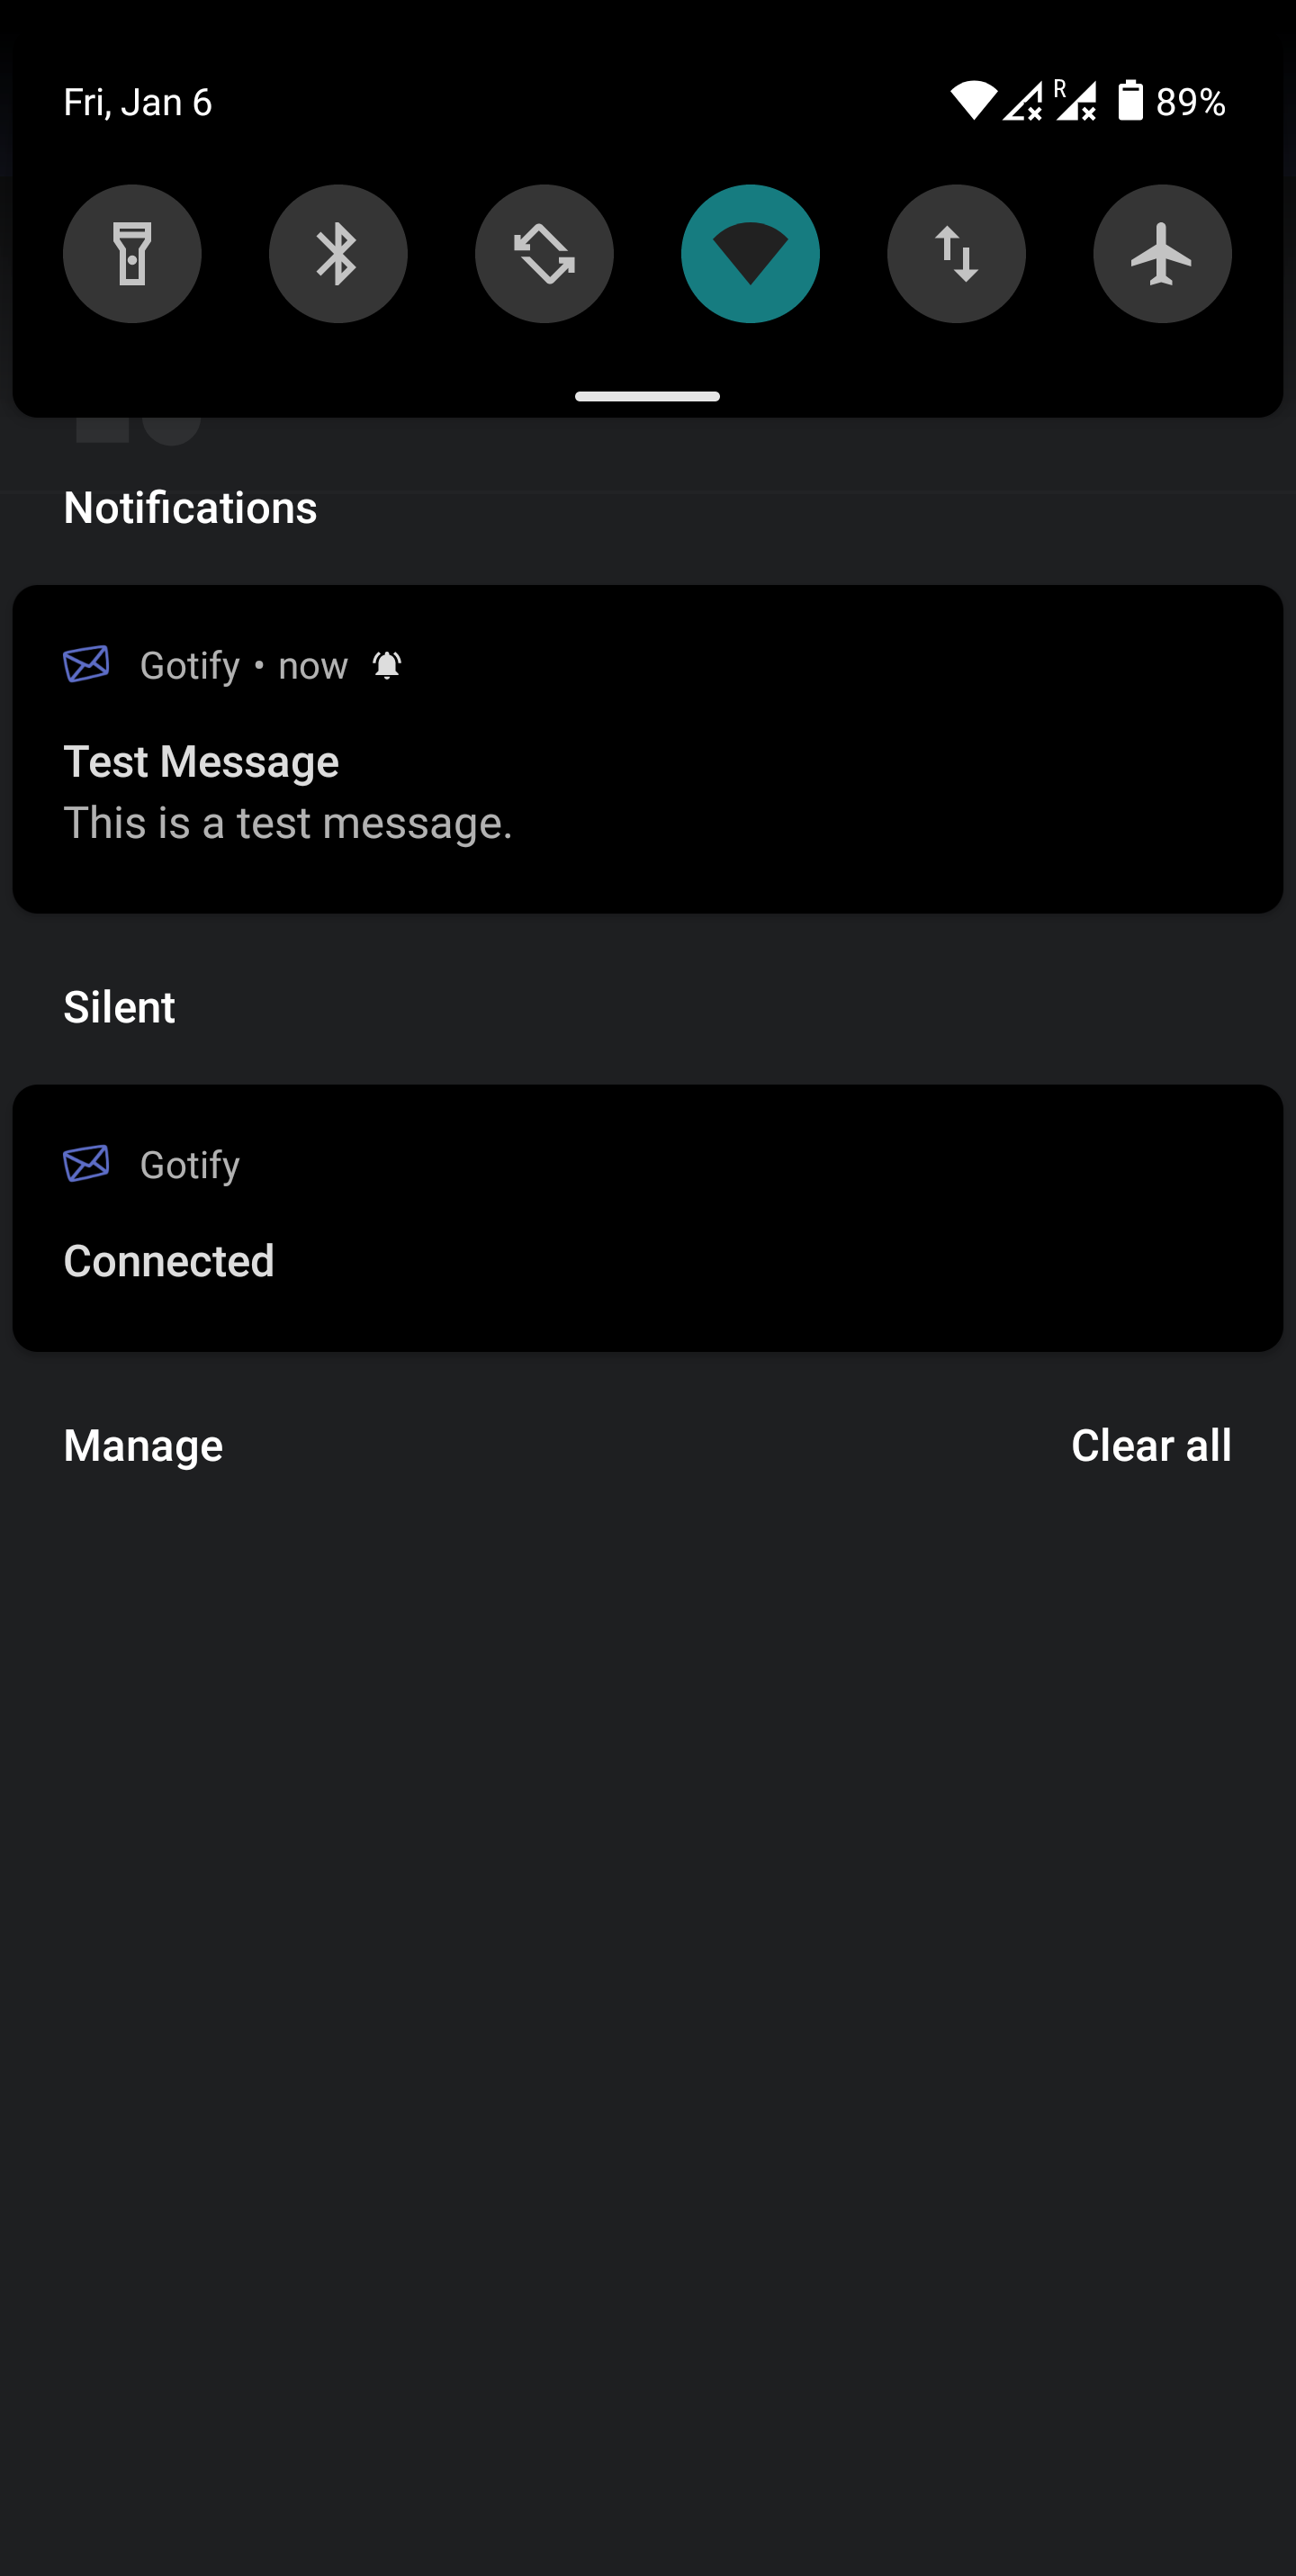 Fri, Jan 6
R
89%
Notifications
Gotify • now
Test Message
This is a test message.
Silent
Gotify
Connected
Manage
Clear all